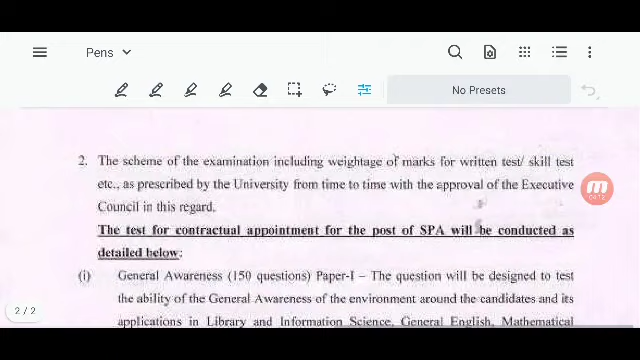 Pens
No Presets
2. The scheme of the examination including weightage of marks for written test/ skill test
etc., as prescribed by the University from time to time with the approval of the Executive
Council in this regard.
04:12
The test for contractual appointment for the post of SPA will be conducted as
detailed below:
(i) General Awareness (150 questions) Paper-I – The question will be designed to test
the ability of the General Awareness of the environment around the candidates and its
2 / 2
applications in Library and Information Science, General English, Mathematical